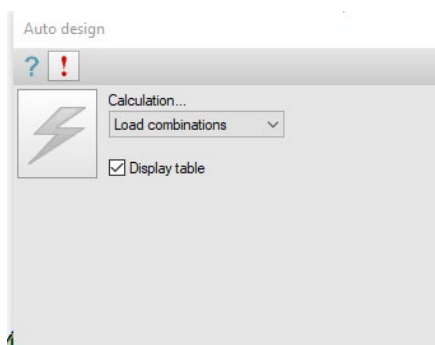 Auto design
? !
Calculation...
Load combinations
Display table